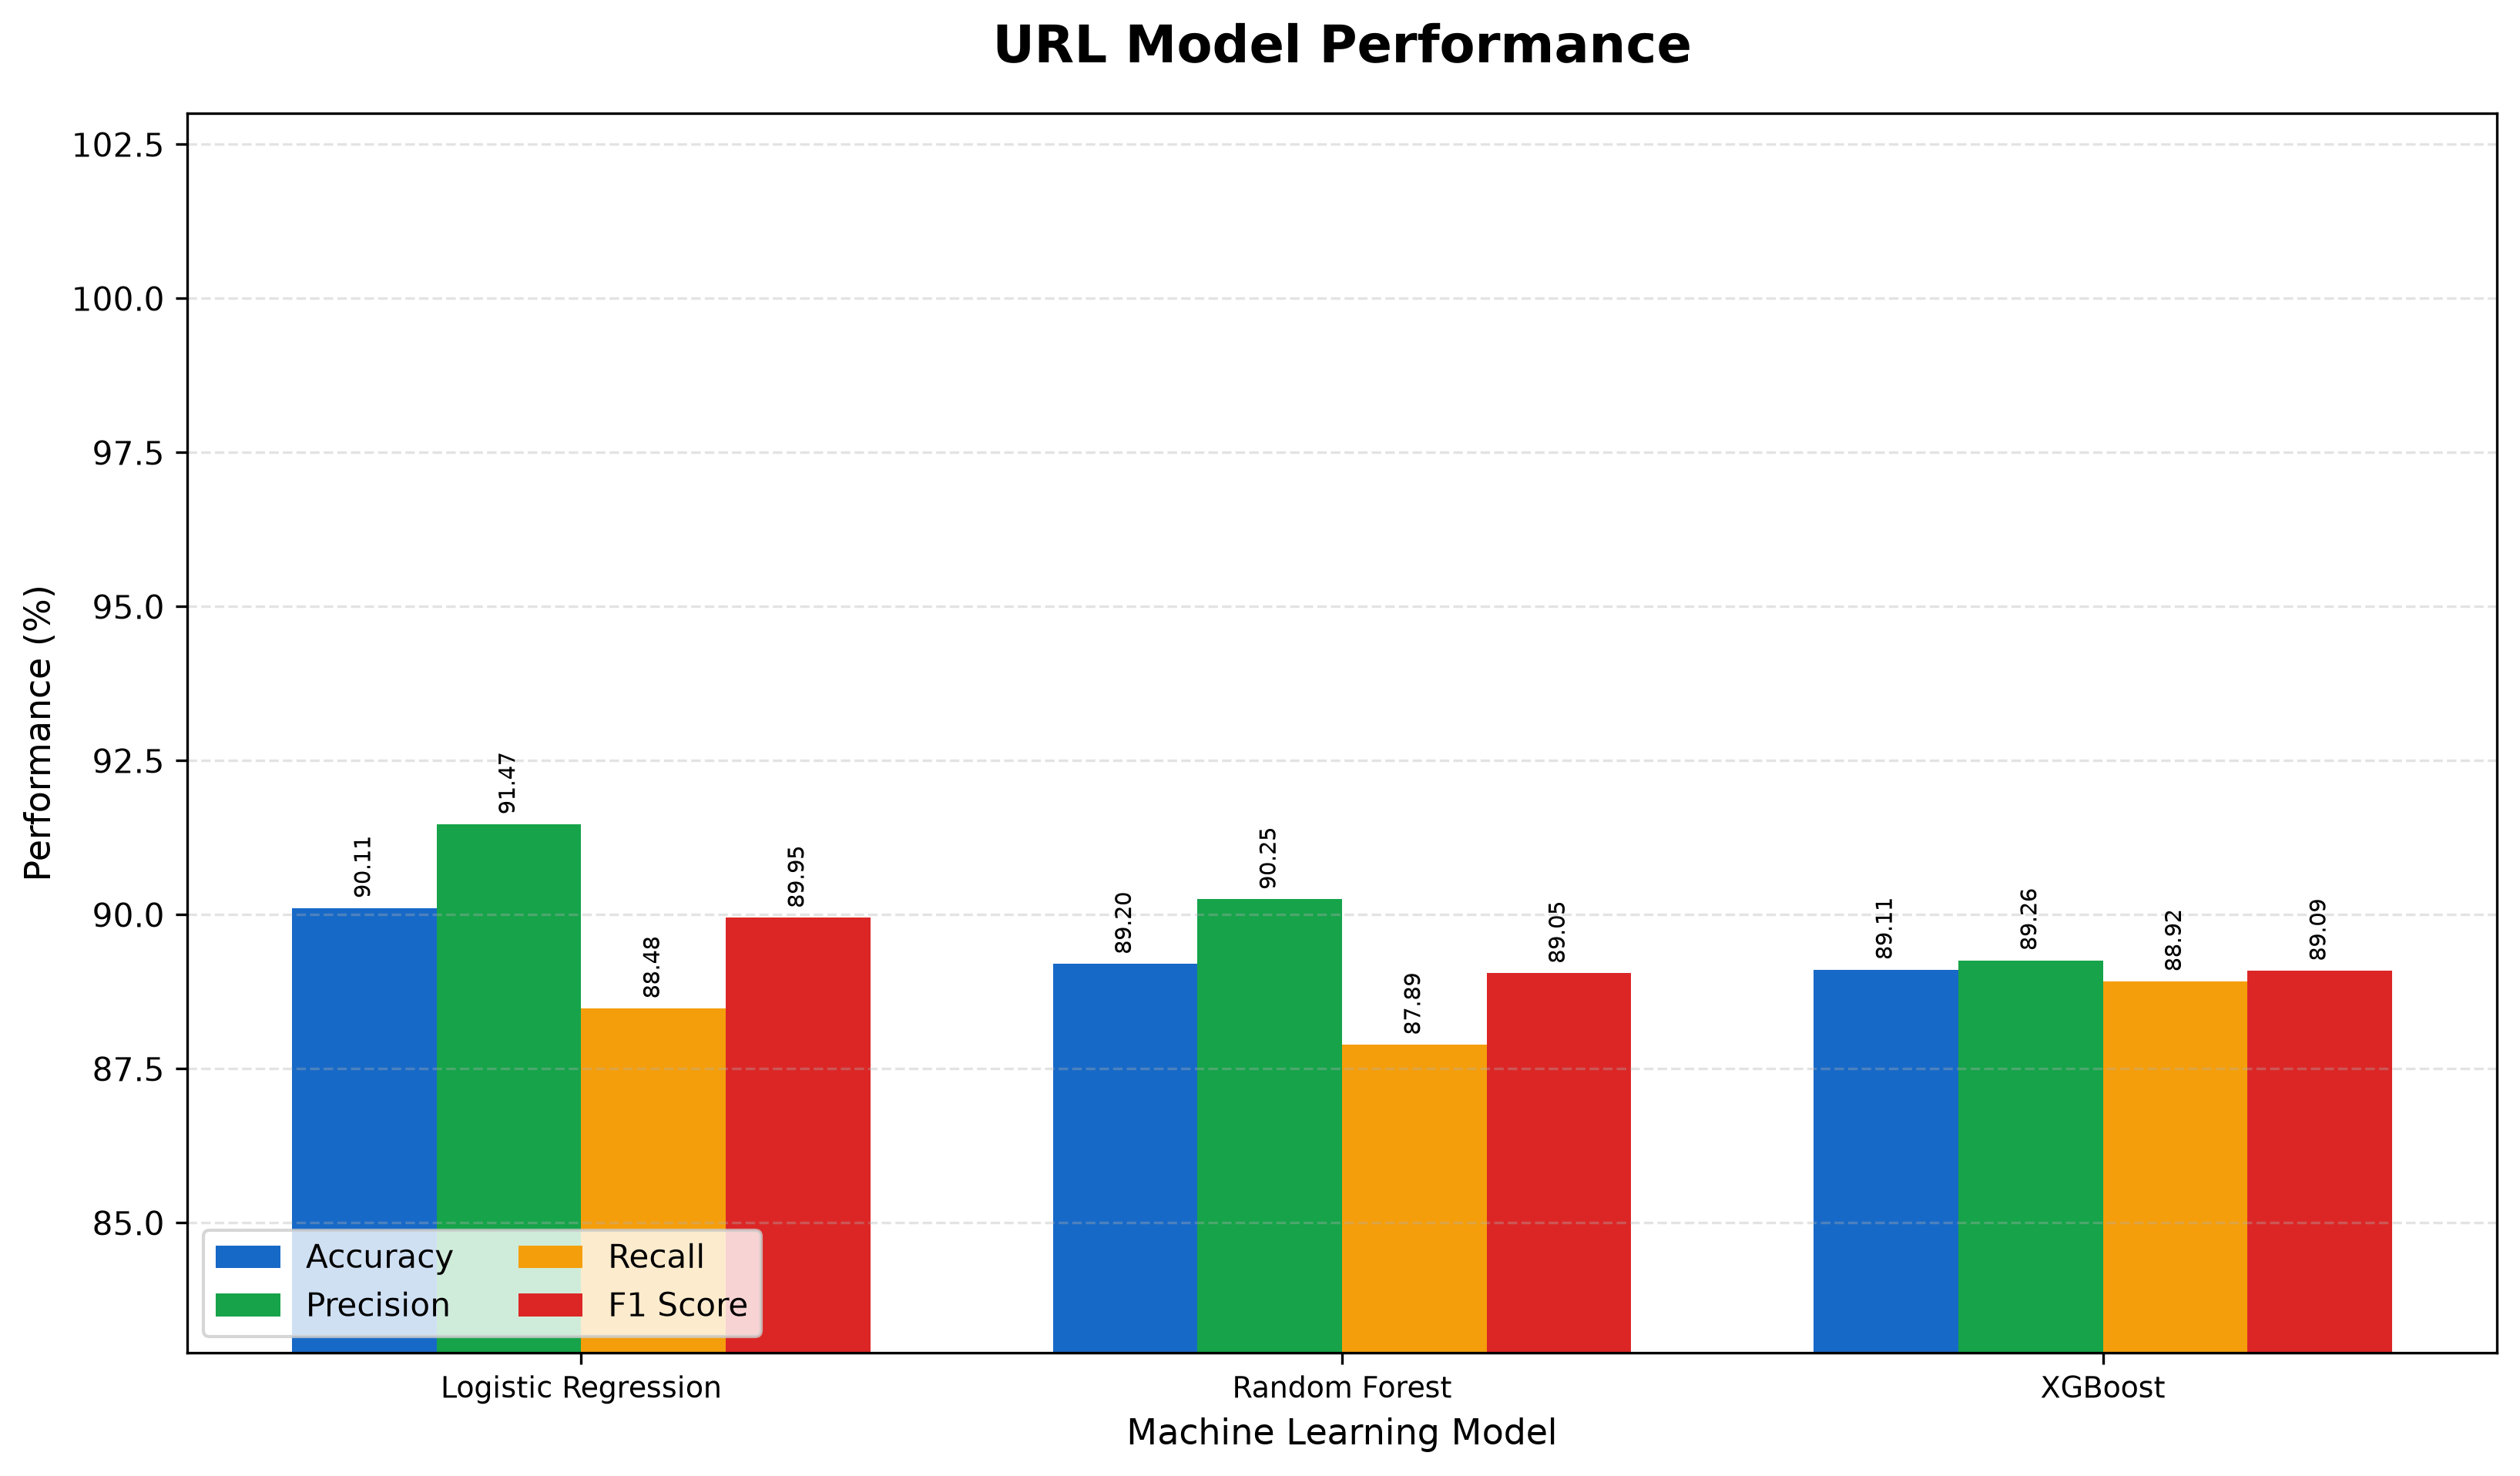 URL Model Performance
102.5
100.0
97.5
95.0
92.5
90.0
87.5
85.0
Performance (%)
90.11
91.47
88.48
89.95
89.20
90.25
87.89
89.05
89.11
89.26
88.92
89.09
Accuracy
Precision
Recall
F1 Score
Logistic Regression
Random Forest
XGBoost
Machine Learning Model